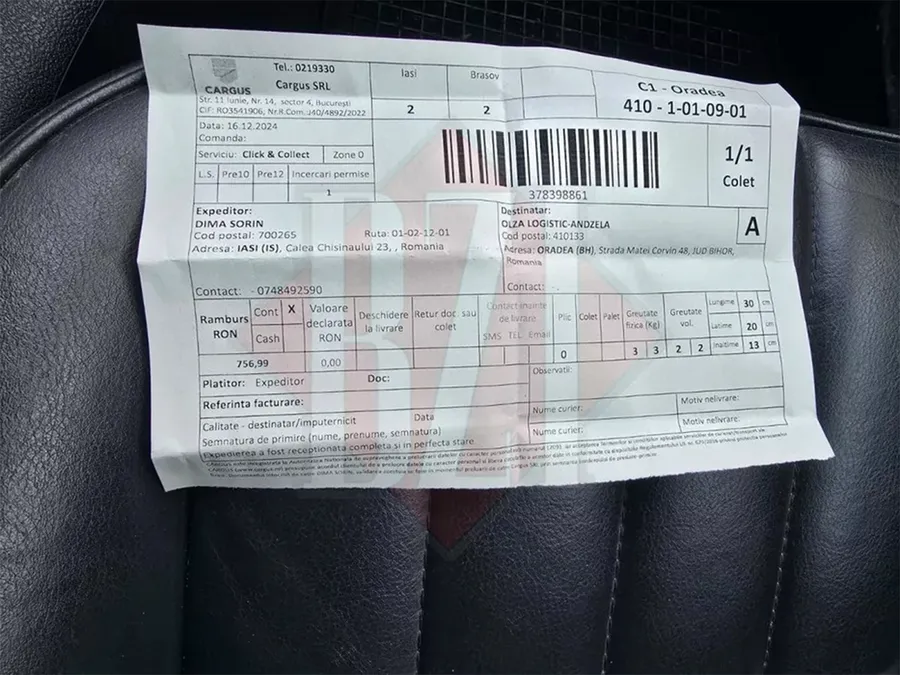 CARGUS
Tel.: 0219330
Cargus SRL
Str. 11 Iunie, Nr. 14, sector 4, Bucuresti
CIF: RO3541906, Nr.R.Com.:J40/4892/2022
Iasi Brasov
2 2
C1 - Oradea
410 - 1-01-09-01
Data: 16.12.2024
Comanda:
Serviciu: Click & Collect Zone 0
L.S. Pre10 Pre12 Incercari permise
1
378398861
1/1
Colet
Expeditor:
DIMA SORIN
Cod postal: 700265 Ruta: 01-02-12-01
Adresa: IASI (IS), Calea Chisinaului 23, , Romania
Contact: - 0748492590
Destinatar:
OLZA LOGISTIC-ANDZELA
Cod postal: 410133
Adresa: ORADEA (BH), Strada Matei Corvin 48, JUD BIHOR,
Romania
Contact: -
A
Ramburs RON
Cont X
Cash
Valoare declarata RON
Deschidere la livrare
Retur doc. sau colet
Contact inainte de livrare
SMS TEL Email
Plic Colet Palet
Greutate fizica (Kg)
Greutate vol.
Lungime 30 cm
Latime 20 cm
Inaltime 13 cm
756,99 0,00 0 3 3 2 2
Platitor: Expeditor Doc:
Observatii:
Referinta facturare:
Nume curier: Motiv nelivrare:
Nume curier: Motiv nelivrare:
Calitate - destinatar/imputernicit Data
Semnatura de primire (nume, prenume, semnatura)
Expedierea a fost receptionata completa si in perfecta stare.
BZI